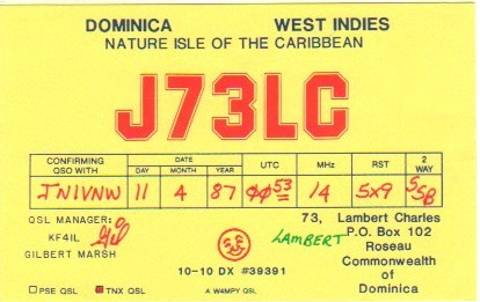 DOMINICA WEST INDIES
NATURE ISLE OF THE CARIBBEAN
J73LC
CONFIRMING QSO WITH DATE DAY MONTH YEAR UTC MHz RST 2 WAY
JN1VNW 11 4 87 0053 14 5x9 SSB
QSL MANAGER:
KF4IL
GILBERT MARSH
73, Lambert Charles
LAMBERT P.O. Box 102
Roseau
Commonwealth
of
Dominica
10-10 DX #39391
PSE QSL TNX QSL A W4MPY QSL